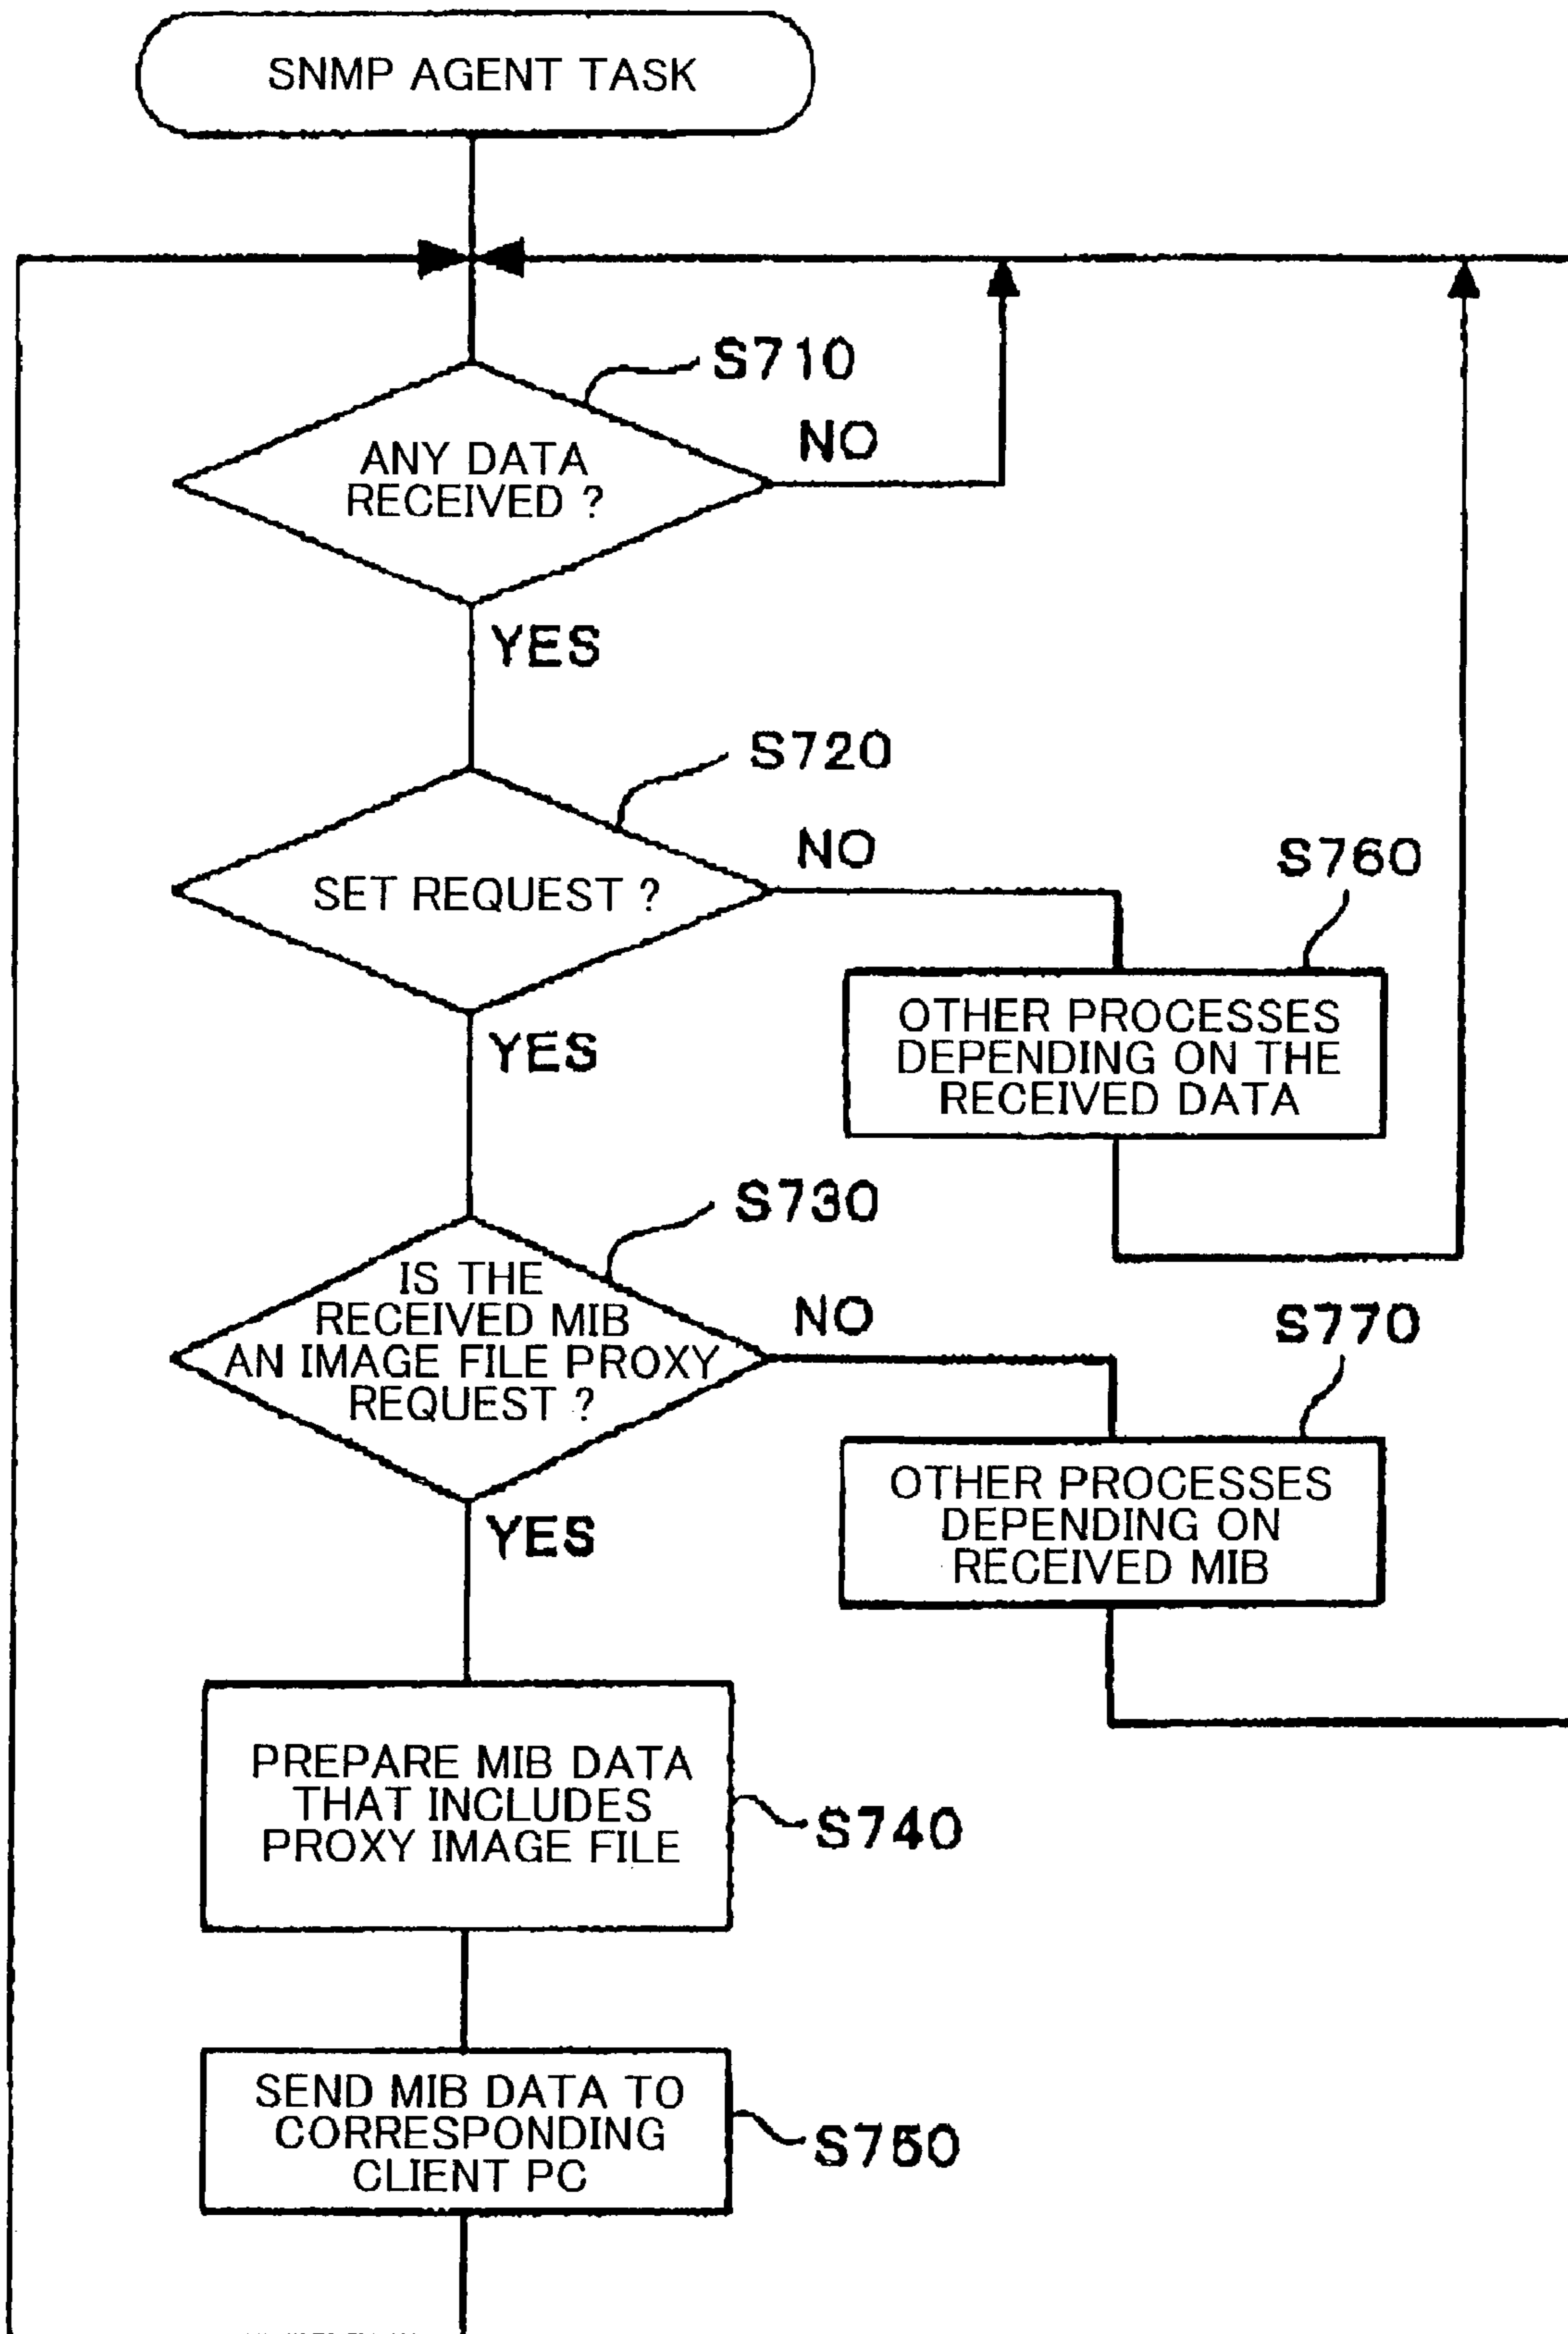 SNMP AGENT TASK
S710
ANY DATA
RECEIVED ?
NO
YES
S720
SET REQUEST ?
NO
YES
S760
OTHER PROCESSES
DEPENDING ON THE
RECEIVED DATA
S730
IS THE
RECEIVED MIB
AN IMAGE FILE PROXY
REQUEST ?
NO
YES
S770
OTHER PROCESSES
DEPENDING ON
RECEIVED MIB
PREPARE MIB DATA
THAT INCLUDES
PROXY IMAGE FILE
S740
SEND MIB DATA TO
CORRESPONDING
CLIENT PC
S750